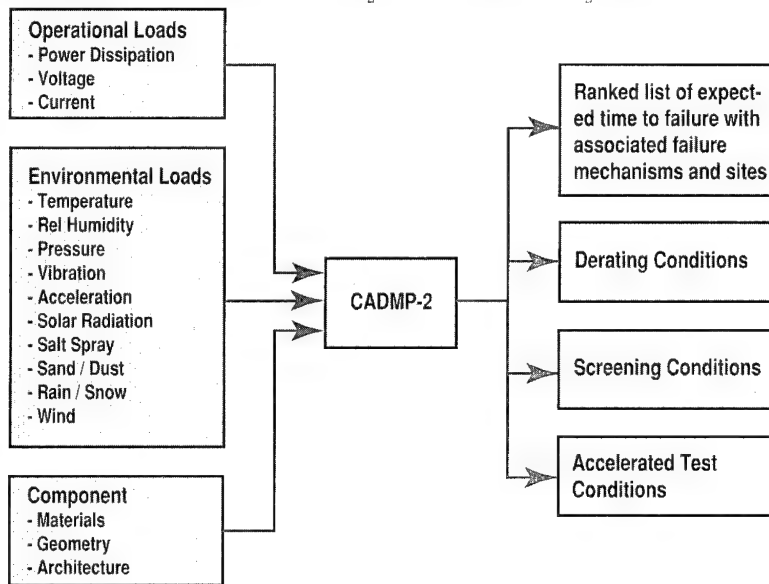 Operational Loads
- Power Dissipation
- Voltage
- Current
Environmental Loads
- Temperature
- Rel Humidity
- Pressure
- Vibration
- Acceleration
- Solar Radiation
- Salt Spray
- Sand / Dust
- Rain / Snow
- Wind
Component
- Materials
- Geometry
- Architecture
CADMP-2
Ranked list of expect-
ed time to failure with
associated failure
mechanisms and sites
Derating Conditions
Screening Conditions
Accelerated Test
Conditions